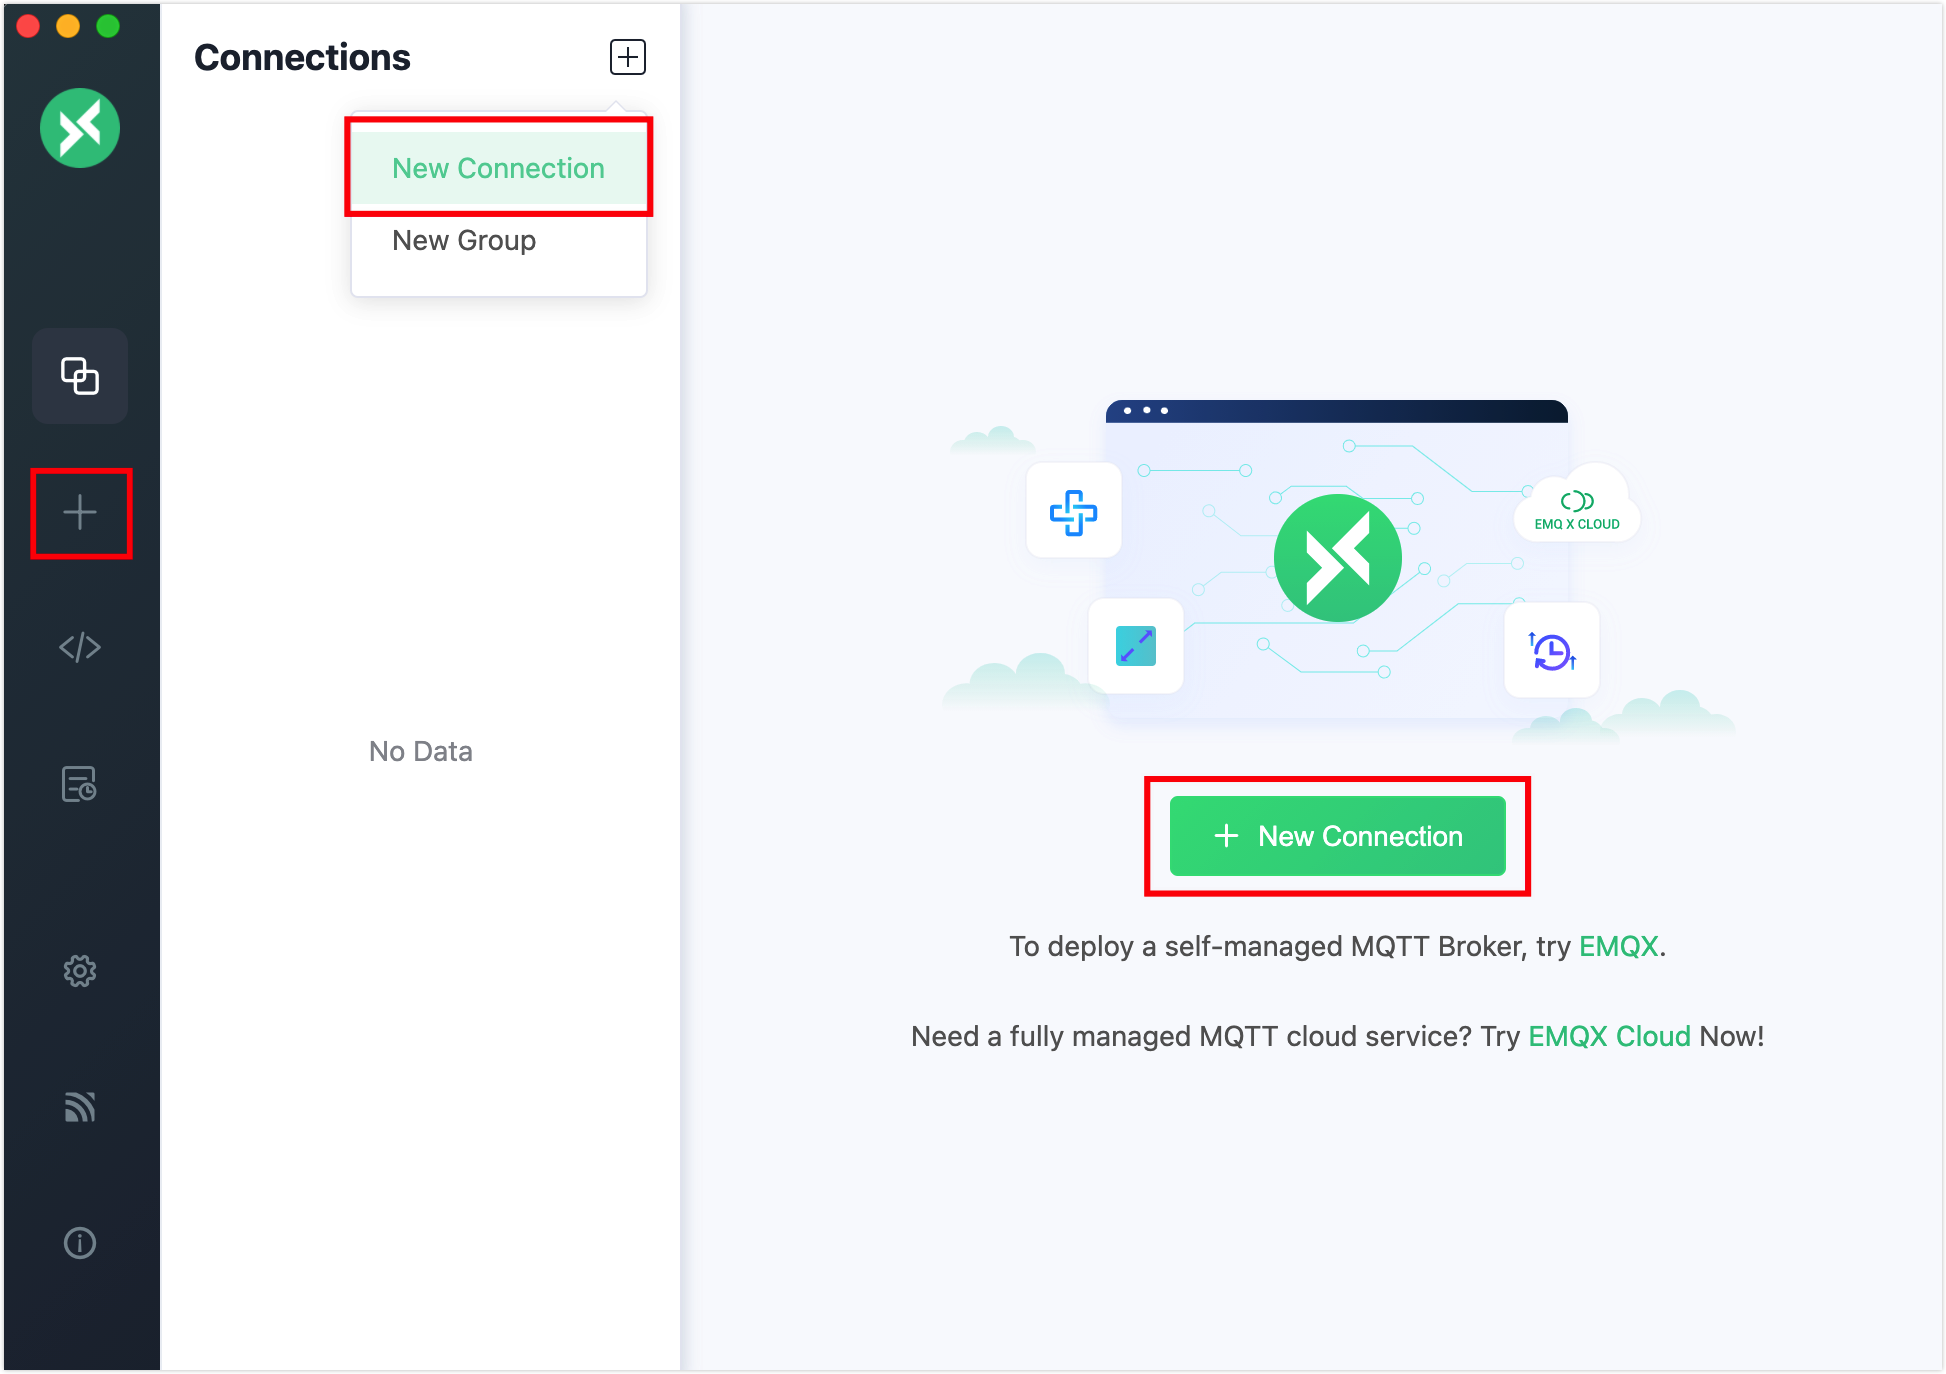 Connections
New Connection
New Group
No Data
EMQ X CLOUD
New Connection
To deploy a self-managed MQTT Broker, try EMQX.
Need a fully managed MQTT cloud service? Try EMQX Cloud Now!